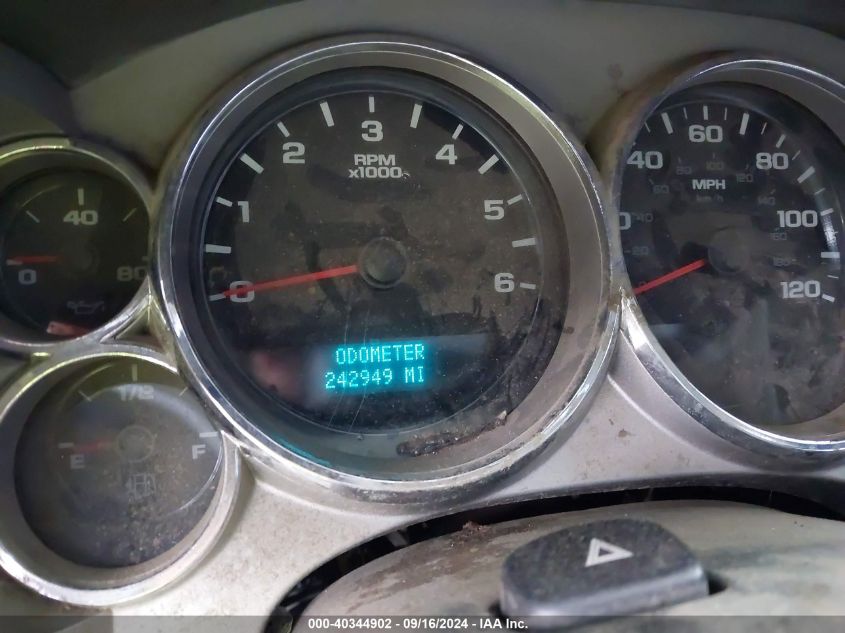 40
0 80
1/2
E F
0 1 2 3 4 5 6
RPM
x1000
ODOMETER
242949 MI
40 60 80 100 120
MPH
km/h
000-40344902 - 09/16/2024 - IAA Inc.